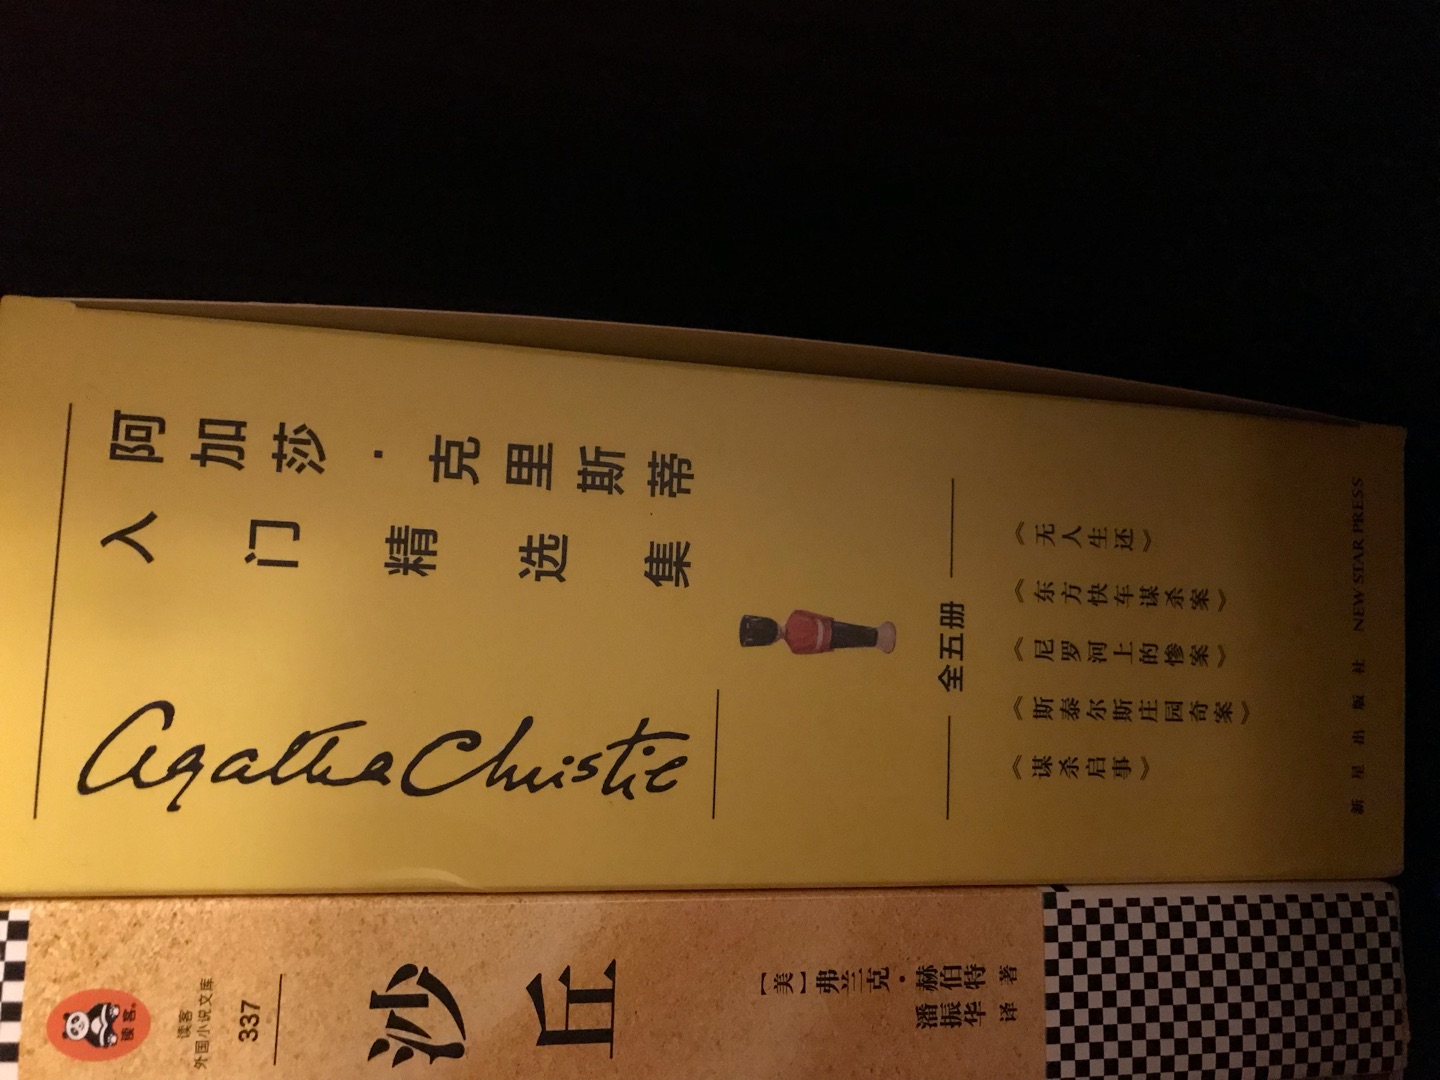 阿加莎·克里斯蒂
入门精选集
Agatha Christie
全五册
《无人生还》
《东方快车谋杀案》
《尼罗河上的惨案》
《斯泰尔斯庄园奇案》
《谋杀启事》
新星出版社 NEW STAR PRESS
读客
读客
外国小说文库
337
沙丘
[美]弗兰克·赫伯特 著
潘振华 译